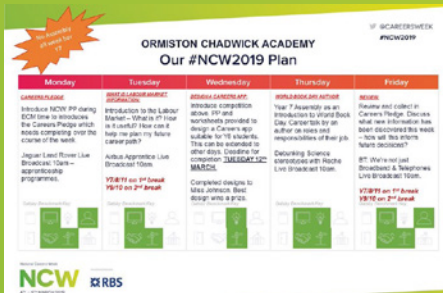 @CAREERSWEEK
#NCW2019
ORMISTON CHADWICK ACADEMY
Our #NCW2019 Plan
Monday
CAREERS PLEDGE:
Introduce NCW PP during
ECM time to introduces
the Careers Pledge which
needs completing over the
course of the week.
Jaguar Land Rover Live
Broadcast 10am –
apprenticeship
programmes.
Tuesday
WHAT IS LABOUR MARKET
INFORMATION:
Introduction to the Labour
Market – What is it? How
is it useful? How can it
help me plan my future
career path?
Airbus Apprentice Live
Broadcast 10am.
Y7/8/11 on 1st break
Y9/10 on 2nd break
Wednesday
DESIGN A CAREERS APP:
Introduce competition
above. PP and
worksheets provided to
design a Careers app
suitable for students.
This can be extended to
other days. Deadline for
completion TUESDAY 12TH
MARCH.
Completed designs to
Miss Johnson. Best
design wins a prize.
Thursday
WORLD BOOK DAY AUTHOR
Year 7 Assembly as an
Introduction to World Book
Day. Career talk by an
author on roles and
responsibilities of their job
Debunking Science
stereotypes with Roche
Live Broadcast 10am.
Friday
REVIEW:
Review and collect in
Careers Pledge. Discuss
what new information has
been discovered this week
– how will this inform
future decisions?
BT: We're not just
Broadband & Telephones
Live Broadcast 10am.
Y7/8/11 on 1st break
Y9/10 on 2nd break
NCW
RBS